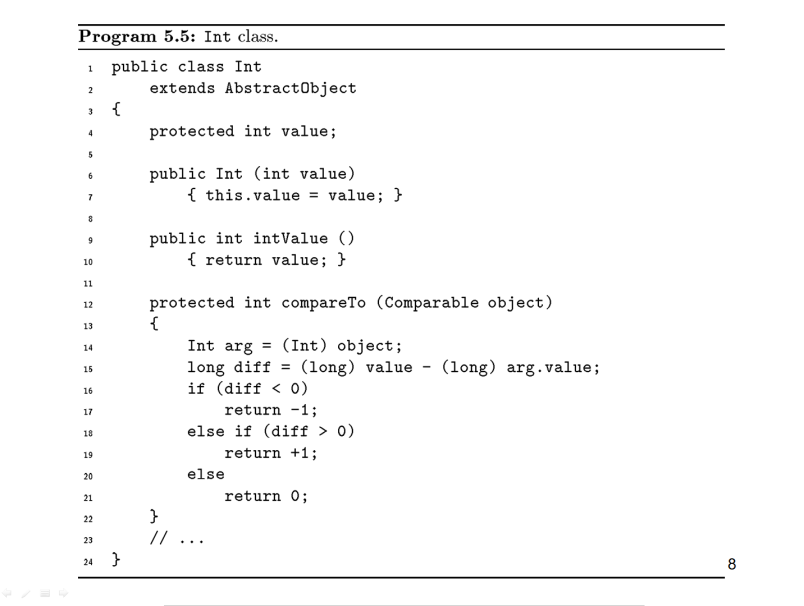 Program 5.5: Int class.
1 public class Int
2     extends AbstractObject
3 {
4     protected int value;
5
6     public Int (int value)
7         { this.value = value; }
8
9     public int intValue ()
10         { return value; }
11
12     protected int compareTo (Comparable object)
13     {
14         Int arg = (Int) object;
15         long diff = (long) value - (long) arg.value;
16         if (diff < 0)
17             return -1;
18         else if (diff > 0)
19             return +1;
20         else
21             return 0;
22     }
23     // ...
24 }
8